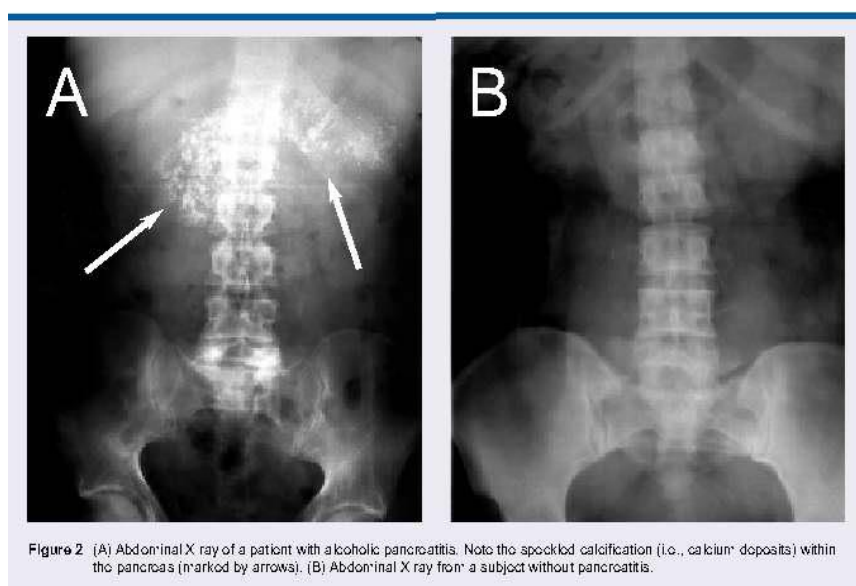 A
B
Figure 2 (A) Abdominal X ray of a patient with alcoholic pancreatitis. Note the speckled calcification (i.e., calcium deposits) within
the pancreas (marked by arrows). (B) Abdominal X ray from a subject without pancreatitis.